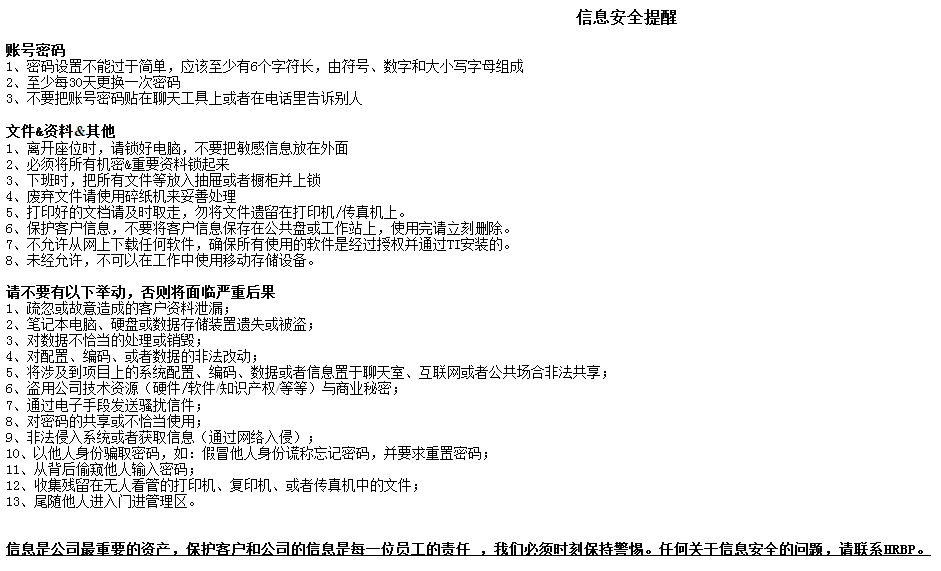 信息安全提醒
账号密码
1、密码设置不能过于简单，应该至少有6个字符长，由符号、数字和大小写字母组成
2、至少每30天更换一次密码
3、不要把账号密码贴在聊天工具上或者在电话里告诉别人
文件&资料&其他
1、离开座位时，请锁好电脑，不要把敏感信息放在外面
2、必须将所有机密&重要资料锁起来
3、下班时，把所有文件等放入抽屉或者橱柜并上锁
4、废弃文件请使用碎纸机来妥善处理
5、打印好的文档请及时取走，勿将文件遗留在打印机/传真机上。
6、保护客户信息，不要将客户信息保存在公共盘或工作站上，使用完请立刻删除。
7、不允许从网上下载任何软件，确保所有使用的软件是经过授权并通过TI安装的。
8、未经允许，不可以在工作中使用移动存储设备。
请不要有以下举动，否则将面临严重后果
1、疏忽或故意造成的客户资料泄漏；
2、笔记本电脑、硬盘或数据存储装置遗失或被盗；
3、对数据不恰当的处理或销毁；
4、对配置、编码、或者数据的非法改动；
5、将涉及到项目上的系统配置、编码、数据或者信息置于聊天室、互联网或者公共场合非法共享；
6、盗用公司技术资源（硬件/软件/知识产权/等等）与商业秘密；
7、通过电子手段发送骚扰信件；
8、对密码的共享或不恰当使用；
9、非法侵入系统或者获取信息（通过网络入侵）；
10、以他人身份骗取密码，如：假冒他人身份谎称忘记密码，并要求重置密码；
11、从背后偷窥他人输入密码；
12、收集残留在无人看管的打印机、复印机、或者传真机中的文件；
13、尾随他人进入门进管理区。
信息是公司最重要的资产，保护客户和公司的信息是每一位员工的责任 ，我们必须时刻保持警惕。任何关于信息安全的问题，请联系HRBP。